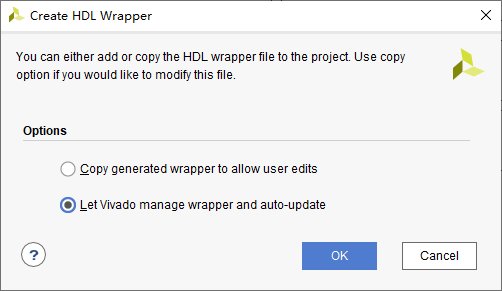 Create HDL Wrapper
You can either add or copy the HDL wrapper file to the project. Use copy
option if you would like to modify this file.
Options
Copy generated wrapper to allow user edits
Let Vivado manage wrapper and auto-update
?
OK
Cancel